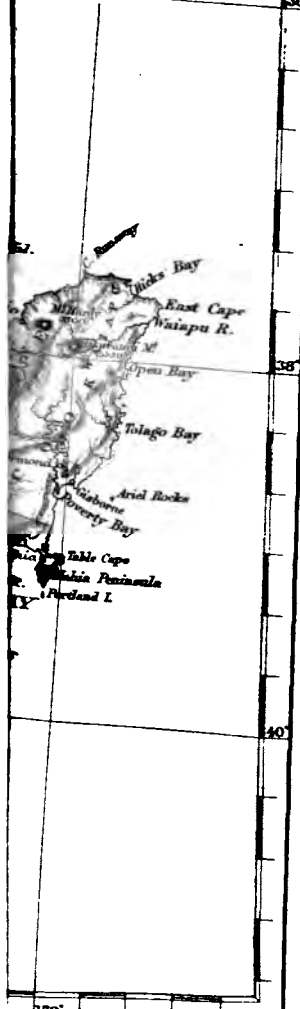 C. Runaway
Hicks Bay
East Cape
Waiapu R.
Open Bay
38°
Tolago Bay
Ariel Rocks
Gisborne
Poverty Bay
Table Cape
Mahia Peninsula
Portland I.
40°